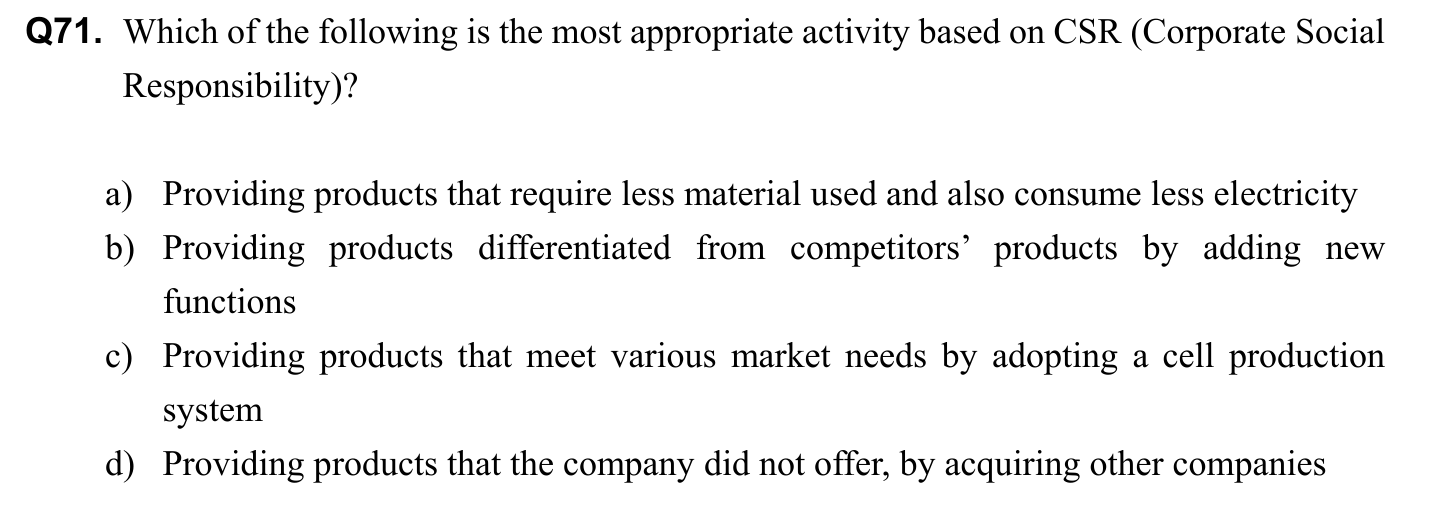 Q71. Which of the following is the most appropriate activity based on CSR (Corporate Social
Responsibility)?
a) Providing products that require less material used and also consume less electricity
b) Providing products differentiated from competitors’ products by adding new
functions
c) Providing products that meet various market needs by adopting a cell production
system
d) Providing products that the company did not offer, by acquiring other companies